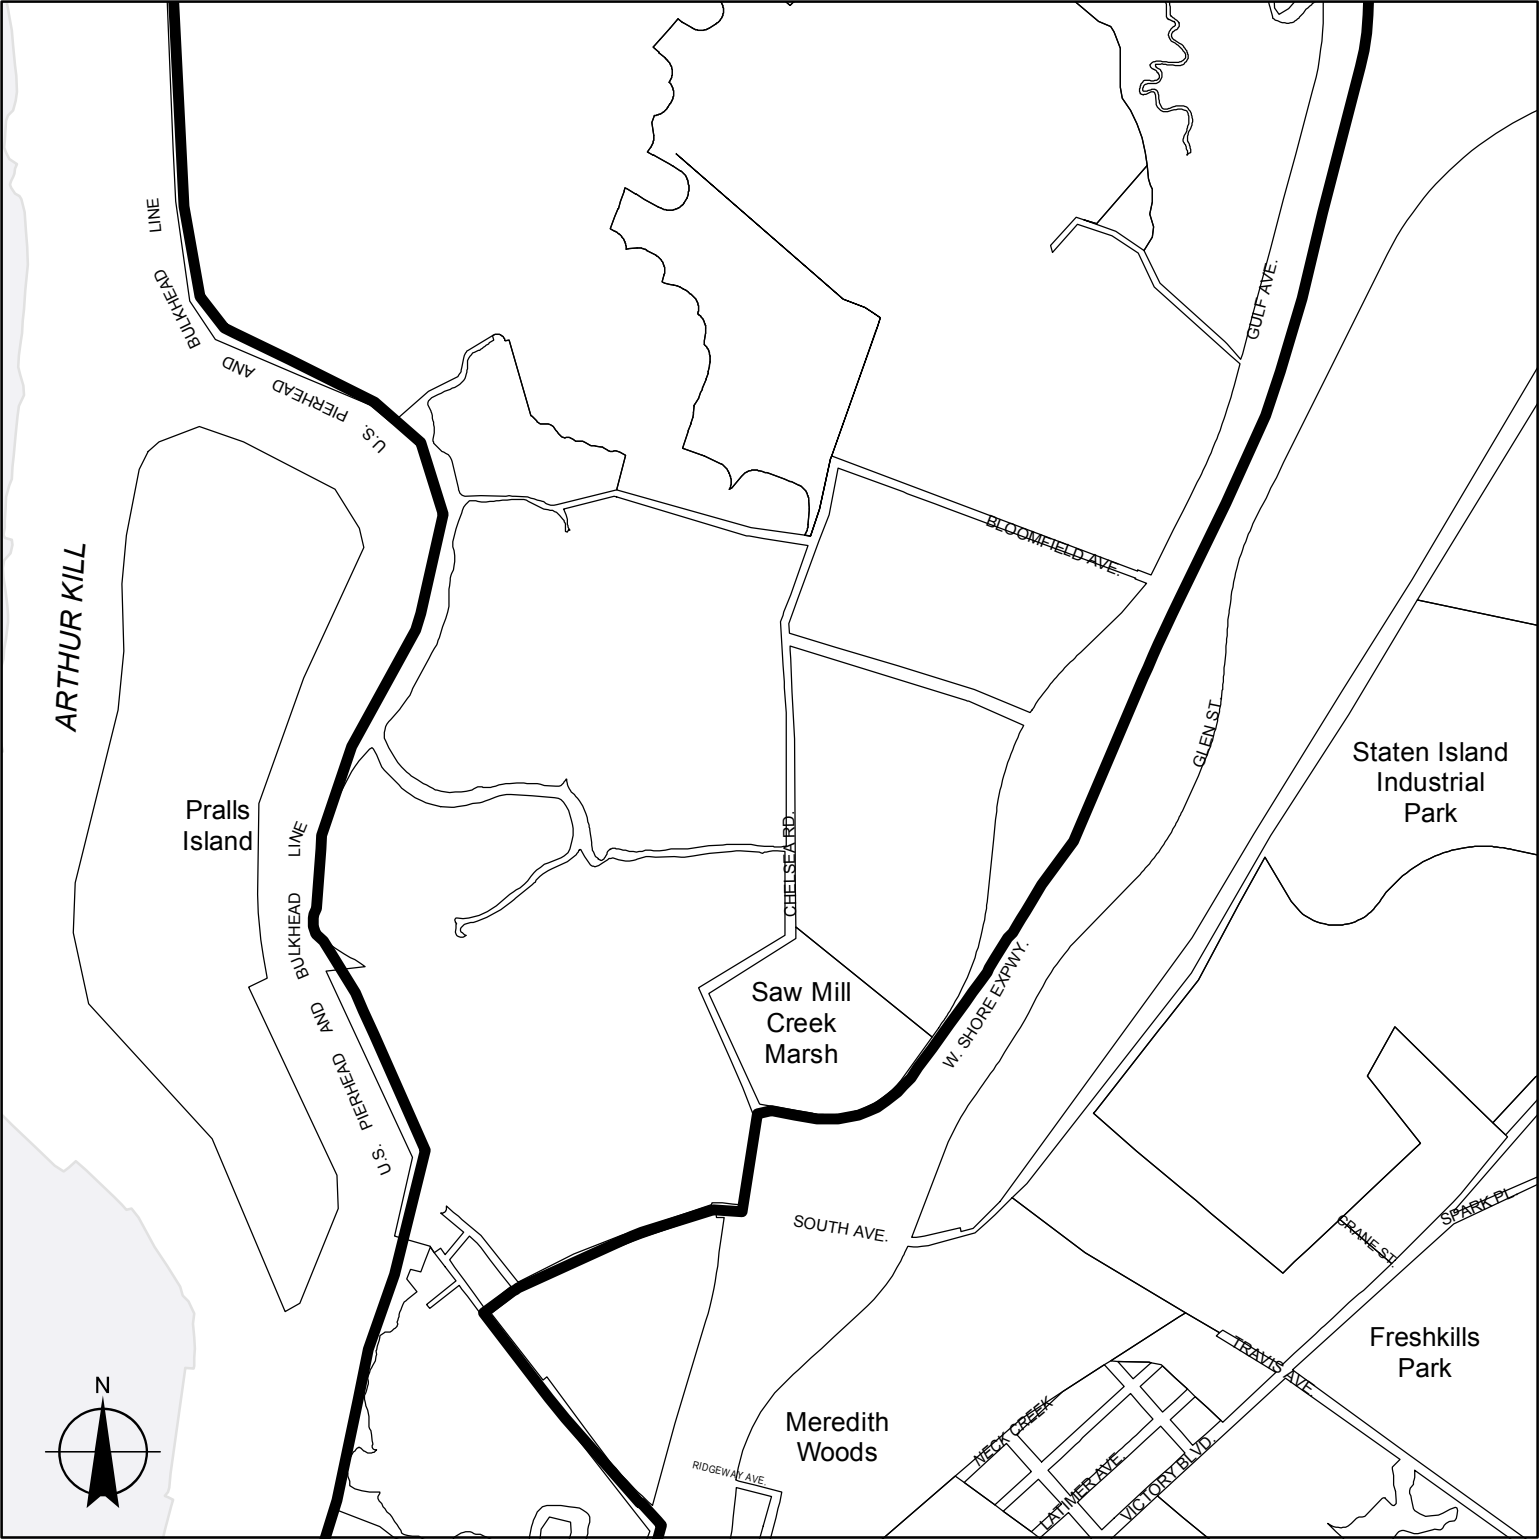 LINE
BULKHEAD
AND
PIERHEAD
U.S.
GULF AVE.
BLOOMFIELD AVE.
ARTHUR KILL
GLEN ST.
Staten Island
Industrial
Park
Pralls
Island
LINE
BULKHEAD
AND
PIERHEAD
U.S.
CHELSEA RD.
Saw Mill
Creek
Marsh
W. SHORE EXPWY.
SOUTH AVE.
SPARK PL.
CRANE ST.
TRAVIS AVE.
Freshkills
Park
N
Meredith
Woods
NECK CREEK
RIDGEWAY AVE.
LATIMER AVE.
VICTORY BLVD.